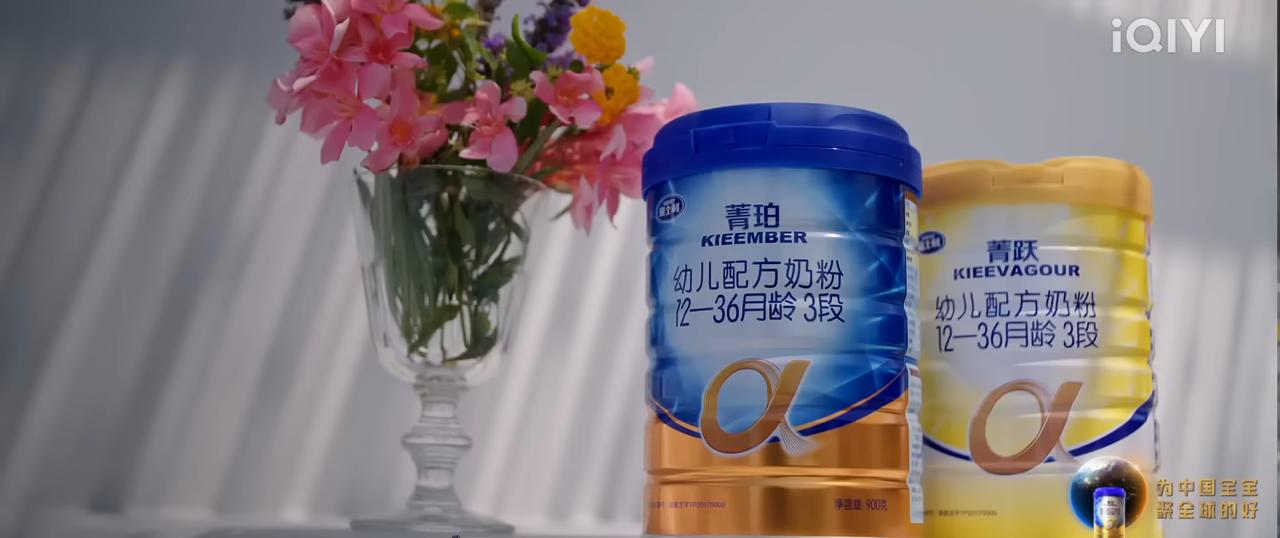 iQIYI
菁珀
KIEEMBER
幼儿配方奶粉
12—36月龄 3段
净含量: 900克
菁跃
KIEEVAGOUR
幼儿配方奶粉
12—36月龄 3段
为中国宝宝
聚全球的好